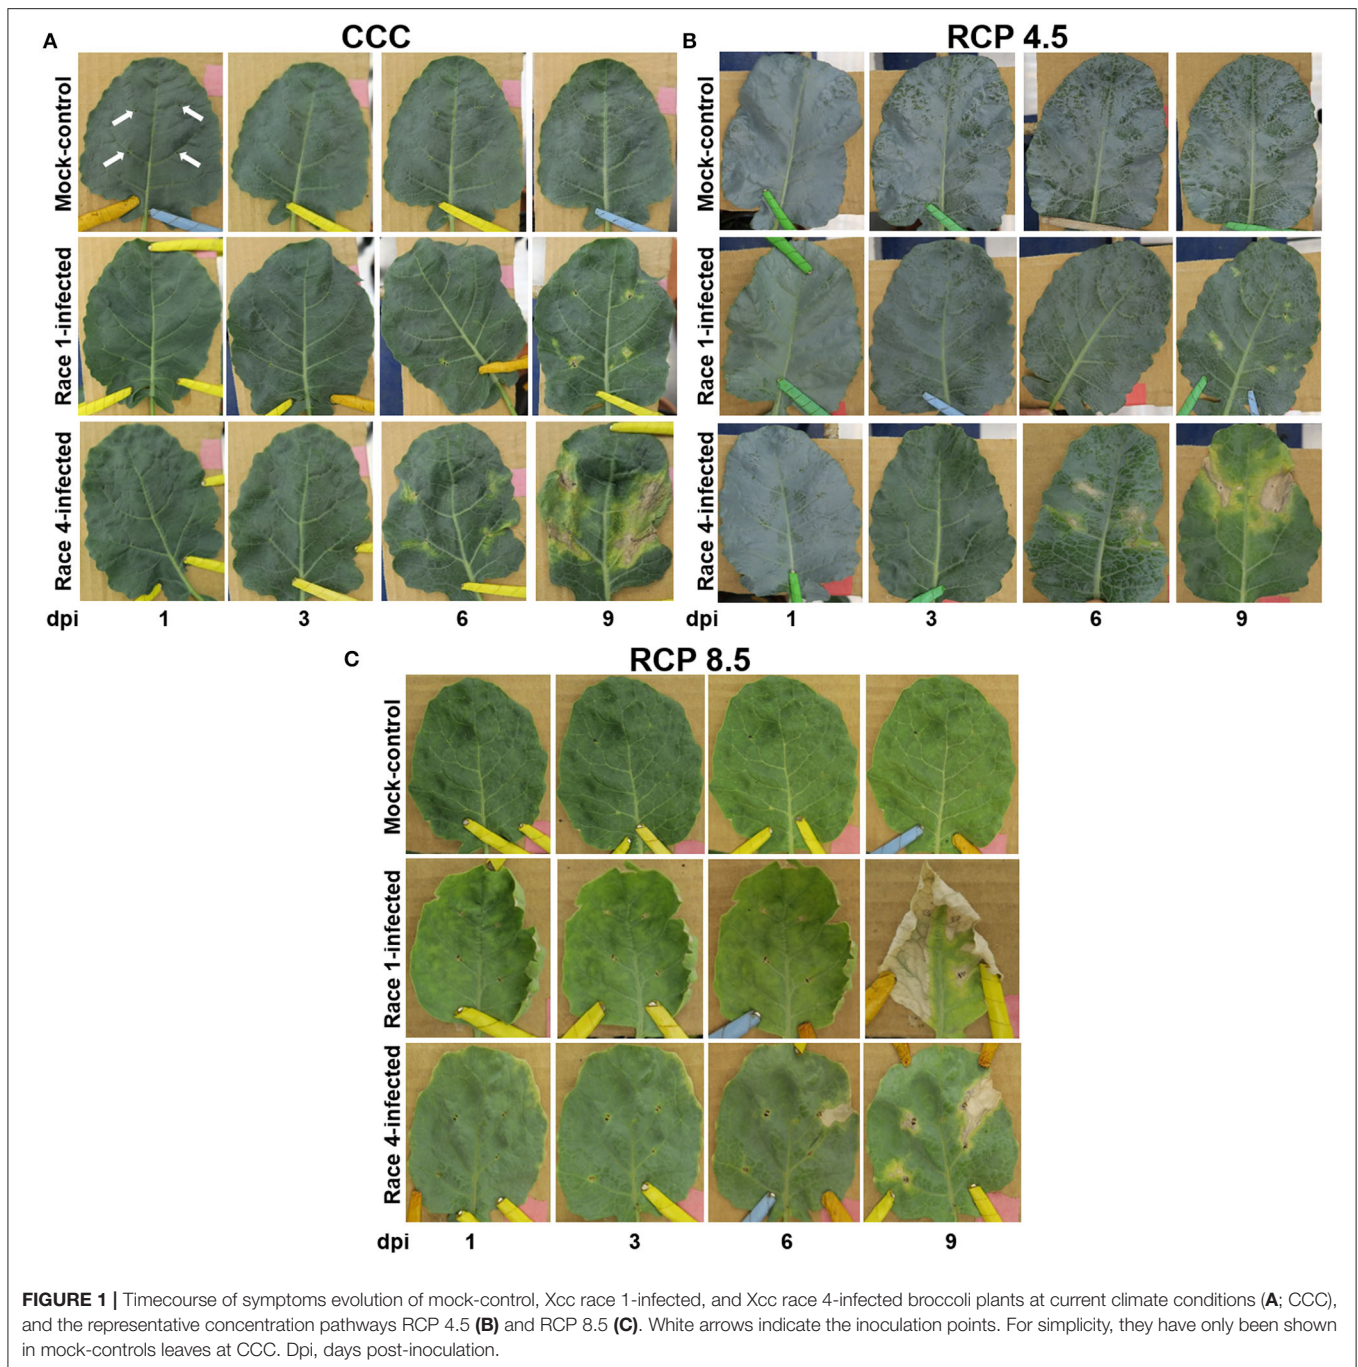 A
CCC
Mock-control
Race 1-infected
Race 4-infected
dpi 1 3 6 9
B
RCP 4.5
Mock-control
Race 1-infected
Race 4-infected
dpi 1 3 6 9
C
RCP 8.5
Mock-control
Race 1-infected
Race 4-infected
dpi 1 3 6 9
FIGURE 1 | Timecourse of symptoms evolution of mock-control, Xcc race 1-infected, and Xcc race 4-infected broccoli plants at current climate conditions (A; CCC),
and the representative concentration pathways RCP 4.5 (B) and RCP 8.5 (C). White arrows indicate the inoculation points. For simplicity, they have only been shown
in mock-controls leaves at CCC. Dpi, days post-inoculation.